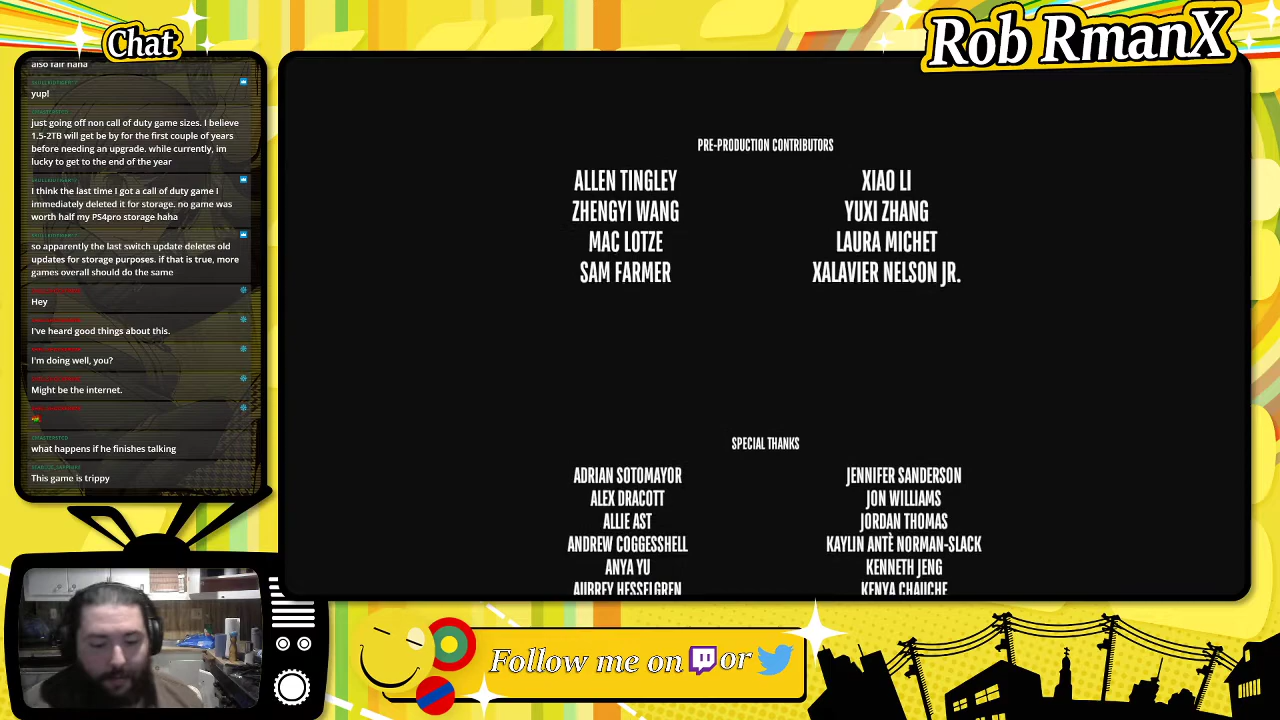 Chat
also fair haha
yup!
just going off mon call of duty game sizes. I believe
1.5-2TB will get be by for the first couple of years
before needing an upgrade. while currently, im
lucky to get to the end of the year
I think the last time I got a call of duty game I
immediately deleted it for storage. no game was
worth half my PS4pro storage haha
so apparently the last switch update deletes old
updates for storage purposes. if that is true, more
games overall should do the same
Hey
I've heard good things about this.
I'm doing well, you?
Might be the internet.
what happens if he finishes talking
This game is trippy
Rob RmanX
PRE-PRODUCTION CONTRIBUTORS
ALLEN TINGLEY XIAO LI
ZHENGYI WANG YUXI ZHANG
MAC LOTZE LAURA MICHET
SAM FARMER XALAVIER NELSON JR.
SPECIAL THANKS
ADRIAN SOTOMAYOR JENNIFER SANDERSON
ALEX DRACOTT JON WILLIAMS
ALLIE AST JORDAN THOMAS
ANDREW COGGESSHELL KAYLIN ANTÈ NORMAN-SLACK
ANYA YU KENNETH JENG
AUBREY HESSELGREN KENYA CHAUCHE
Follow me on or